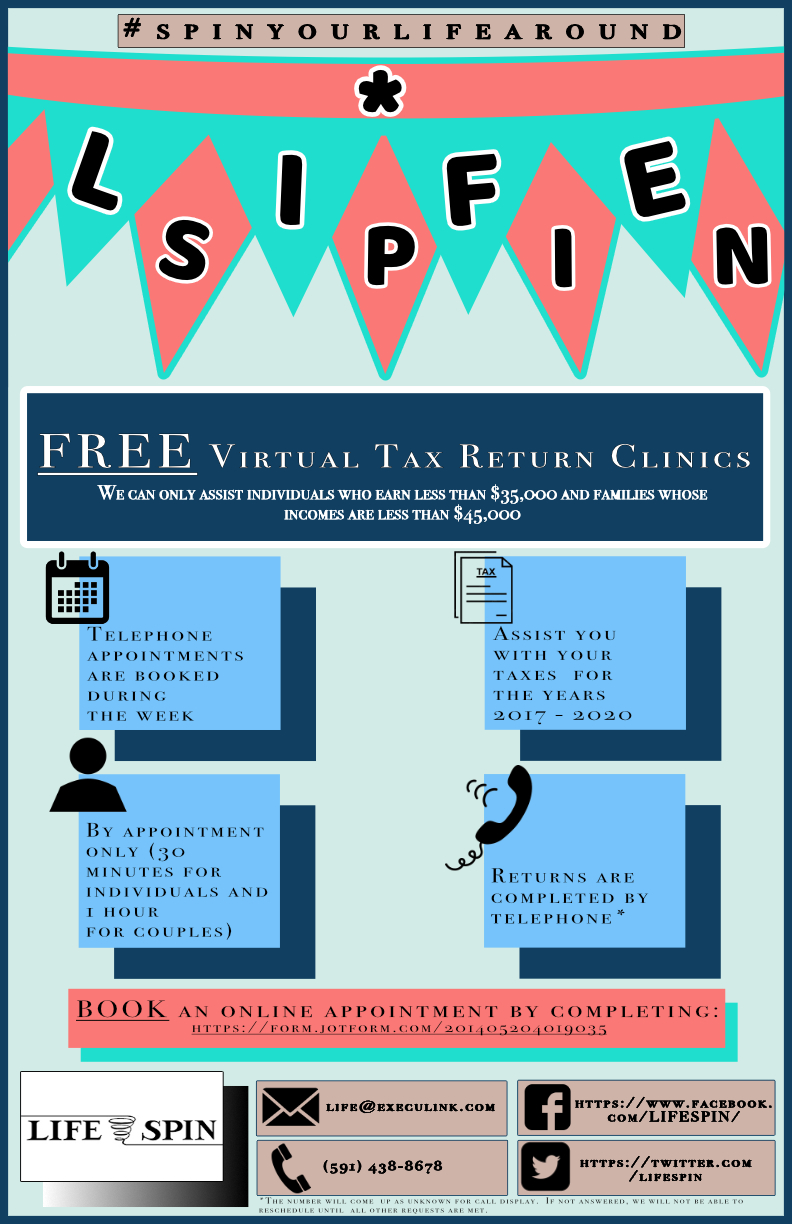 #SPINYOURLIFEAROUND
*
LIFE
SPIN
FREE Virtual Tax Return Clinics
We can only assist individuals who earn less than $35,000 and families whose
incomes are less than $45,000
Telephone
appointments
are booked
during
the week
TAX
Assist you
with your
taxes for
the years
2017 - 2020
By appointment
only (30
minutes for
individuals and
1 hour
for couples)
Returns are
completed by
telephone*
BOOK an online appointment by completing:
https://form.jotform.com/201405204019035
LIFE SPIN
life@execulink.com
https://www.facebook.
com/LIFESPIN/
(591) 438-8678
https://twitter.com
/lifespin
*The number will come up as unknown for call display. If not answered, we will not be able to
reschedule until all other requests are met.